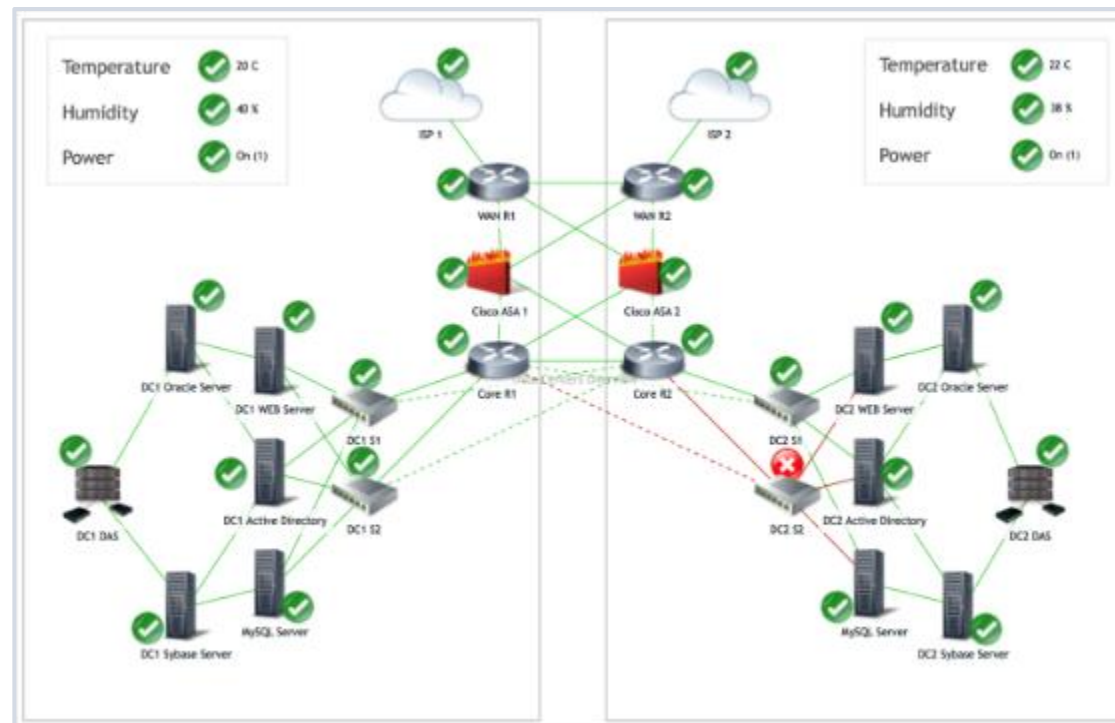 Temperature 20 C
Humidity 40 %
Power On (1)
Temperature 22 C
Humidity 38 %
Power On (1)
ISP 1
ISP 2
WAN R1
WAN R2
Cisco ASA 1
Cisco ASA 2
Core R1
Core R2
DC1 Oracle Server
DC1 WEB Server
DC1 S1
DC1 Active Directory
DC1 S2
DC1 DAS
MySQL Server
DC1 Sybase Server
DC2 Oracle Server
DC2 WEB Server
DC2 S1
DC2 Active Directory
DC2 S2
DC2 DAS
MySQL Server
DC2 Sybase Server